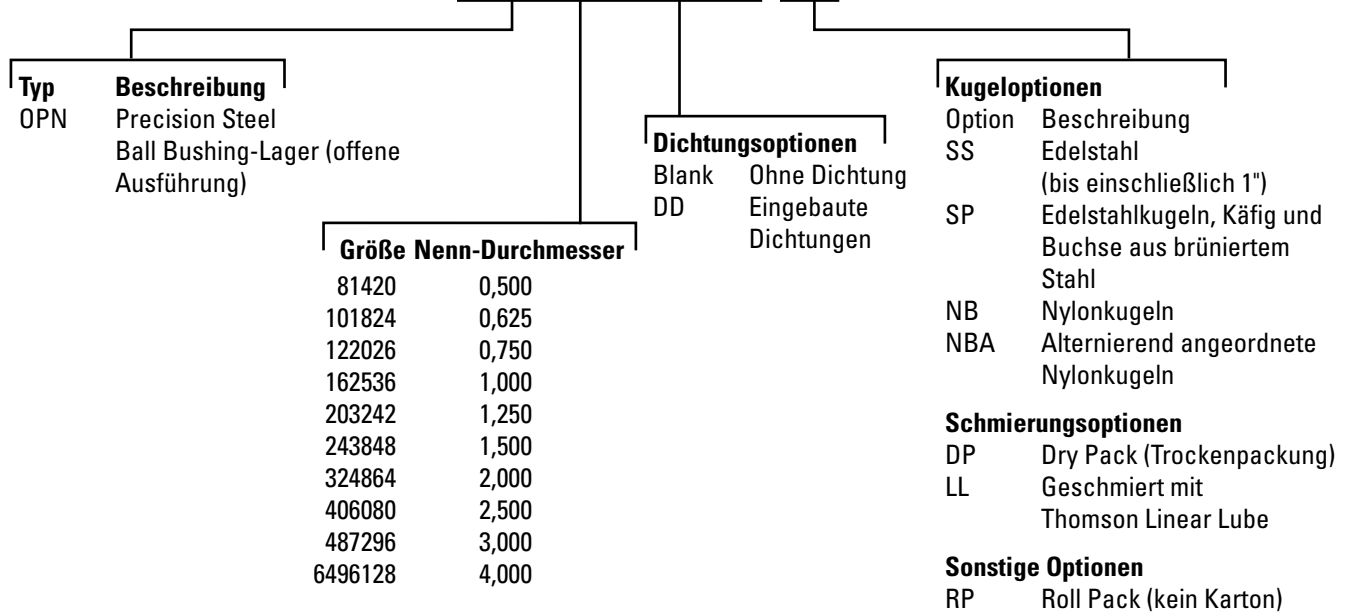 Typ Beschreibung
OPN Precision Steel
Ball Bushing-Lager (offene
Ausführung)
Größe Nenn-Durchmesser
81420 0,500
101824 0,625
122026 0,750
162536 1,000
203242 1,250
243848 1,500
324864 2,000
406080 2,500
487296 3,000
6496128 4,000
Dichtungsoptionen
Blank Ohne Dichtung
DD Eingebaute
Dichtungen
Kugeloptionen
Option Beschreibung
SS Edelstahl
(bis einschließlich 1")
SP Edelstahlkugeln, Käfig und
Buchse aus brüniertem
Stahl
NB Nylonkugeln
NBA Alternierend angeordnete
Nylonkugeln
Schmierungsoptionen
DP Dry Pack (Trockenpackung)
LL Geschmiert mit
Thomson Linear Lube
Sonstige Optionen
RP Roll Pack (kein Karton)